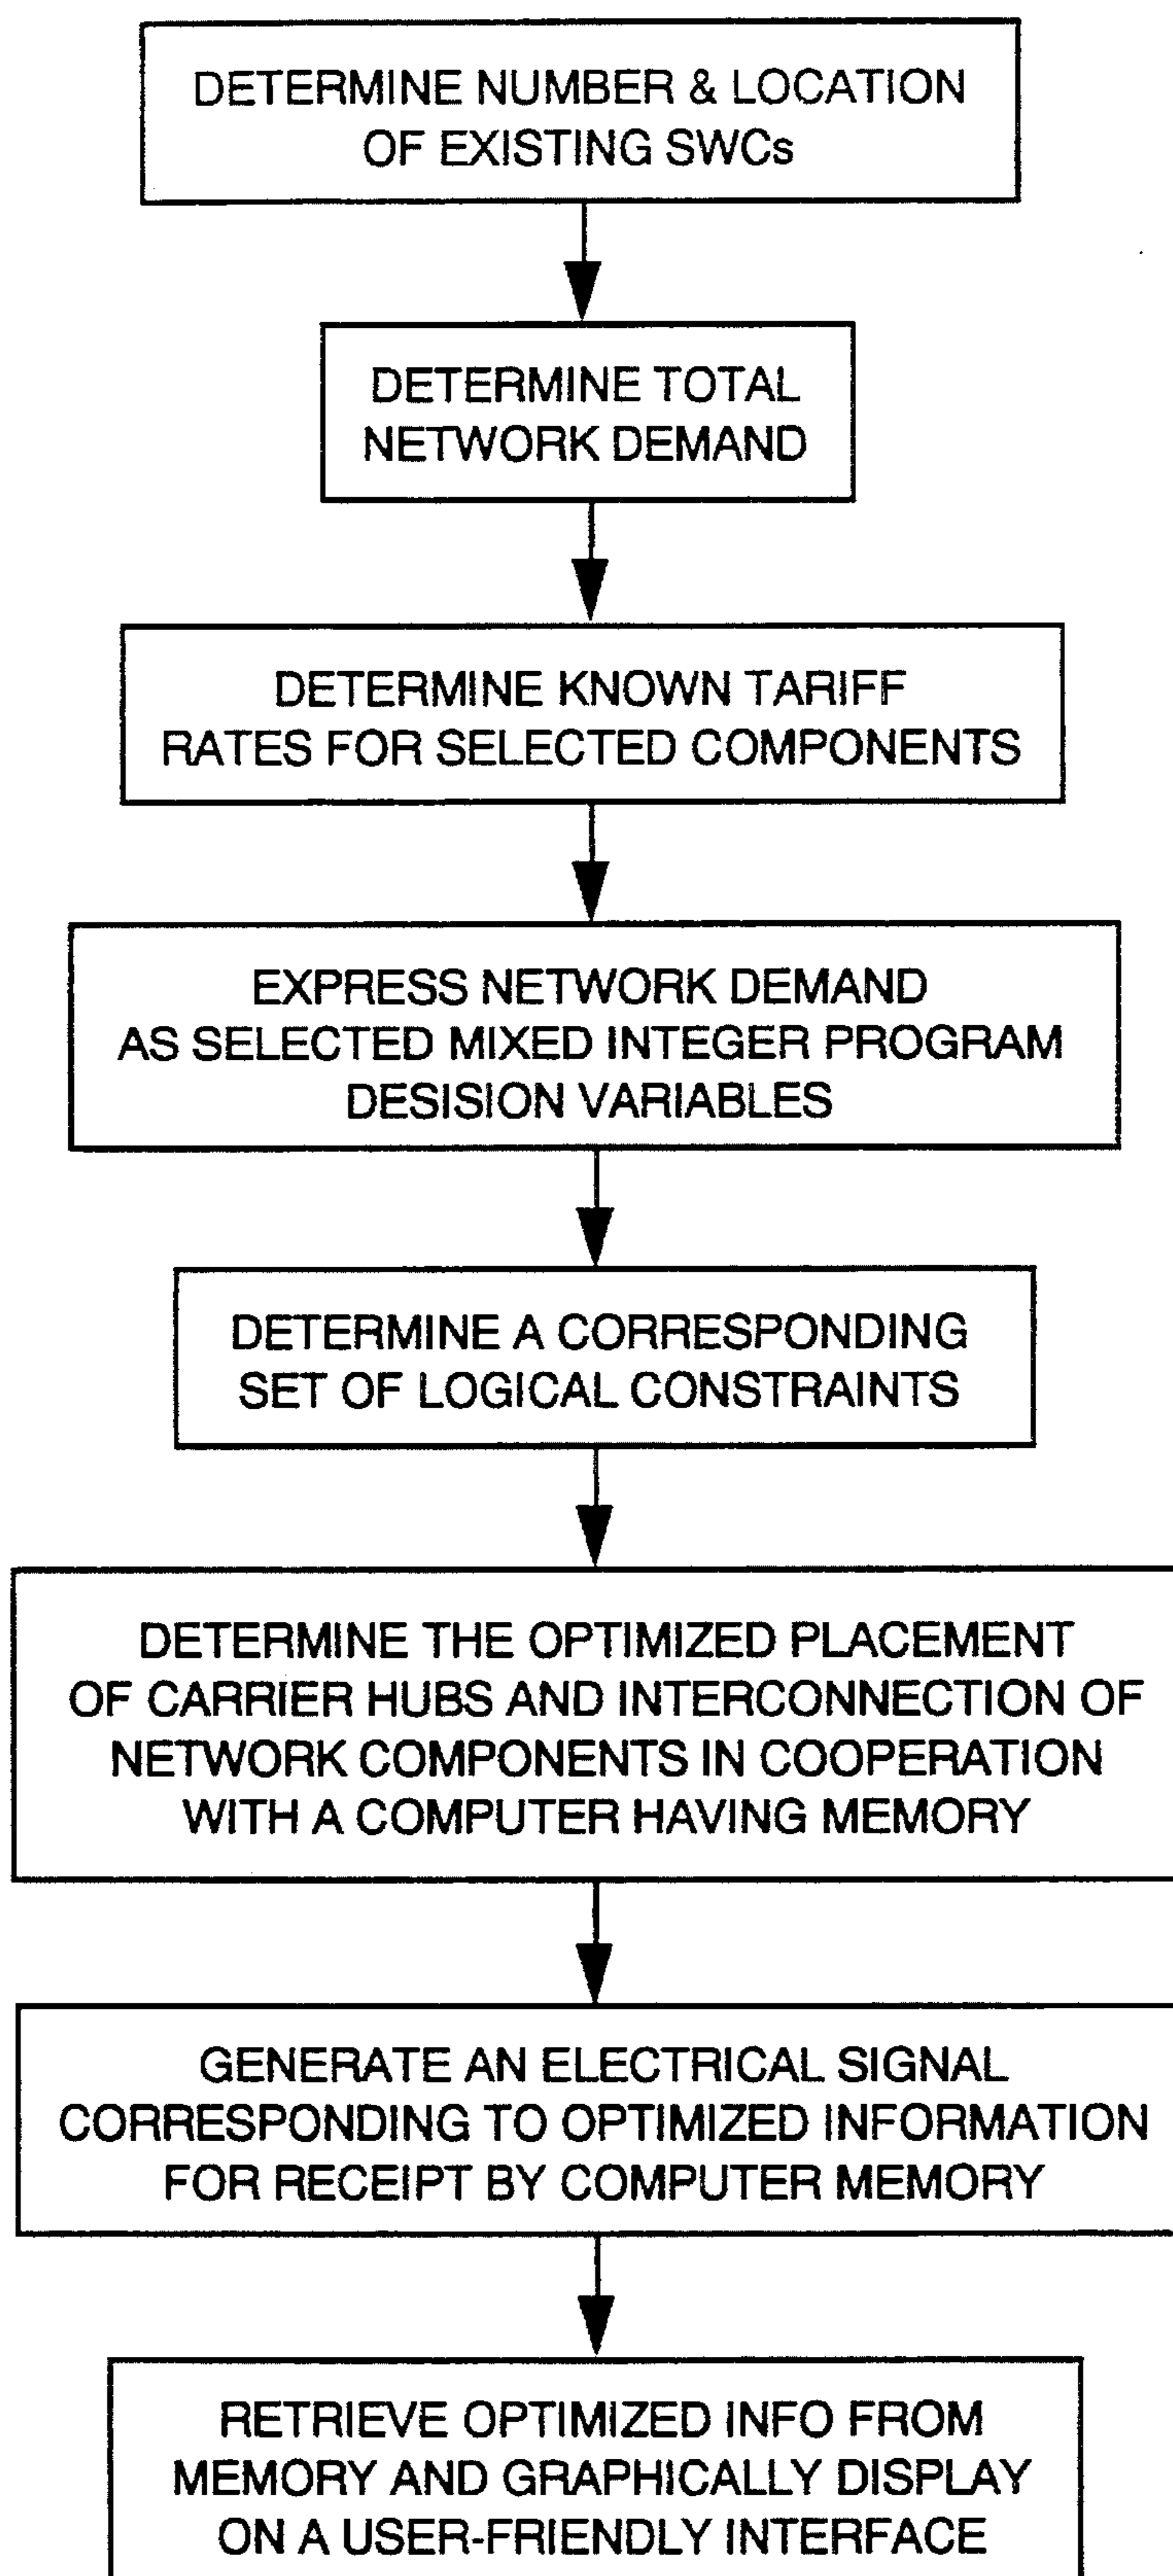 DETERMINE NUMBER & LOCATION
OF EXISTING SWCs
DETERMINE TOTAL
NETWORK DEMAND
DETERMINE KNOWN TARIFF
RATES FOR SELECTED COMPONENTS
EXPRESS NETWORK DEMAND
AS SELECTED MIXED INTEGER PROGRAM
DESISION VARIABLES
DETERMINE A CORRESPONDING
SET OF LOGICAL CONSTRAINTS
DETERMINE THE OPTIMIZED PLACEMENT
OF CARRIER HUBS AND INTERCONNECTION OF
NETWORK COMPONENTS IN COOPERATION
WITH A COMPUTER HAVING MEMORY
GENERATE AN ELECTRICAL SIGNAL
CORRESPONDING TO OPTIMIZED INFORMATION
FOR RECEIPT BY COMPUTER MEMORY
RETRIEVE OPTIMIZED INFO FROM
MEMORY AND GRAPHICALLY DISPLAY
ON A USER-FRIENDLY INTERFACE